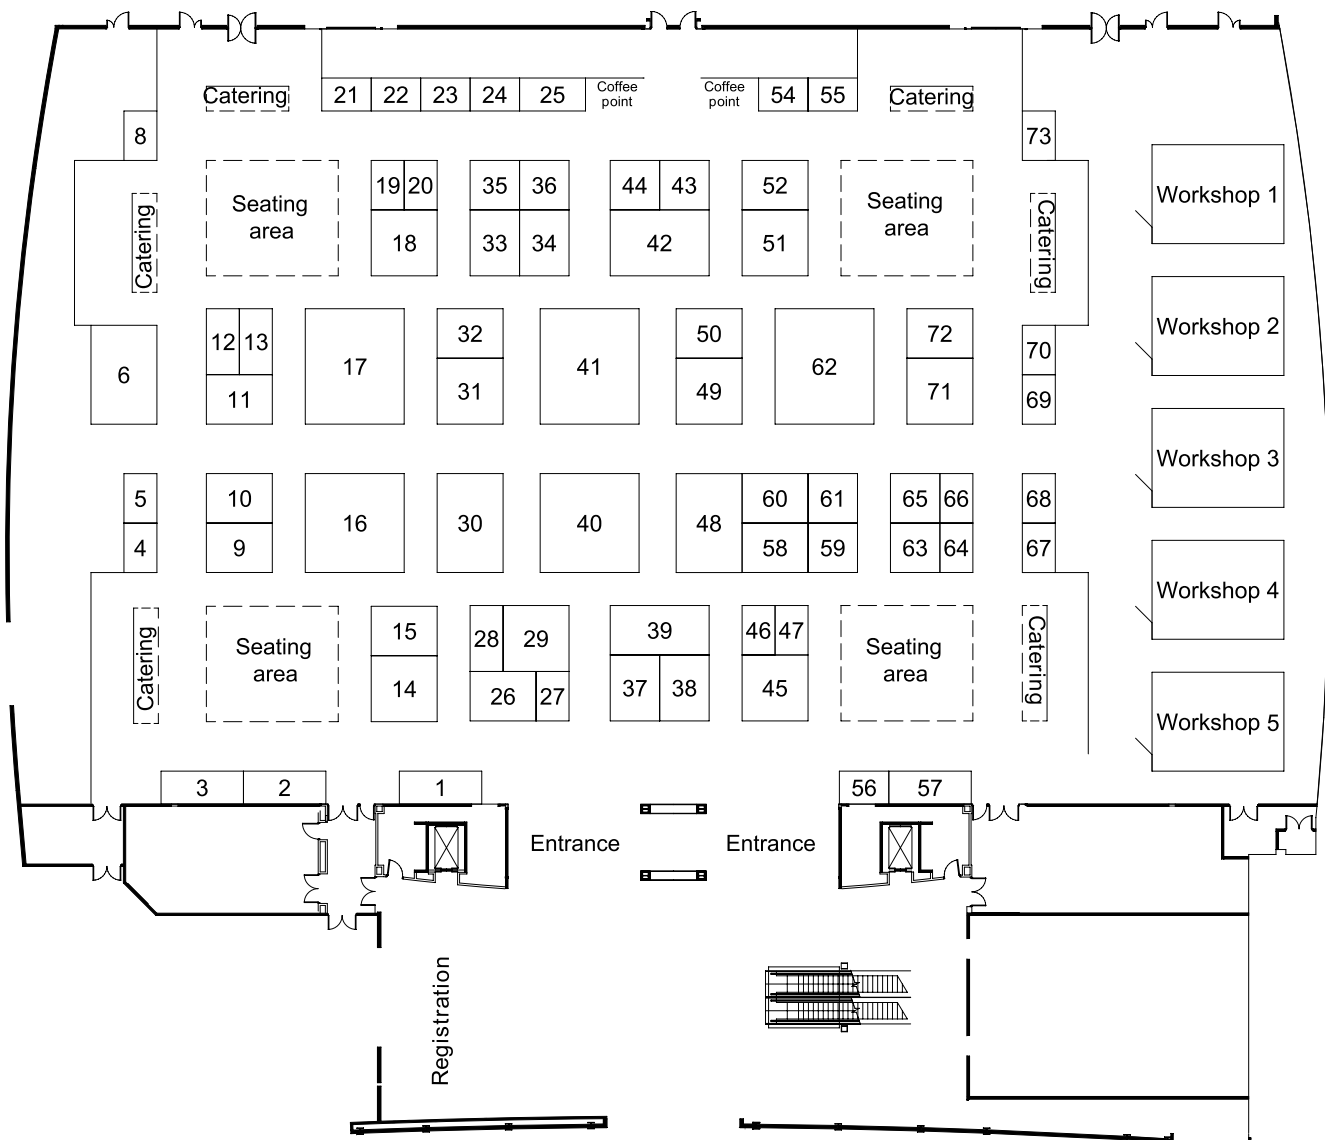 Catering
21 22 23 24 25
Coffee
point
Coffee
point
54 55
Catering
8
73
19 20
35 36
44 43
52
Seating
area
Seating
area
Workshop 1
Catering
18
33 34
42
51
Catering
12 13
17
32
41
50
62
72
70
Workshop 2
6
11
31
49
71
69
5
10
16
30
40
48
60 61
65 66
68
Workshop 3
4
9
58 59
63 64
67
Workshop 4
15
28 29
39
46 47
Seating
area
Seating
area
Catering
14
26 27
37 38
45
Catering
Workshop 5
3 2
1
56 57
Entrance
Entrance
Registration